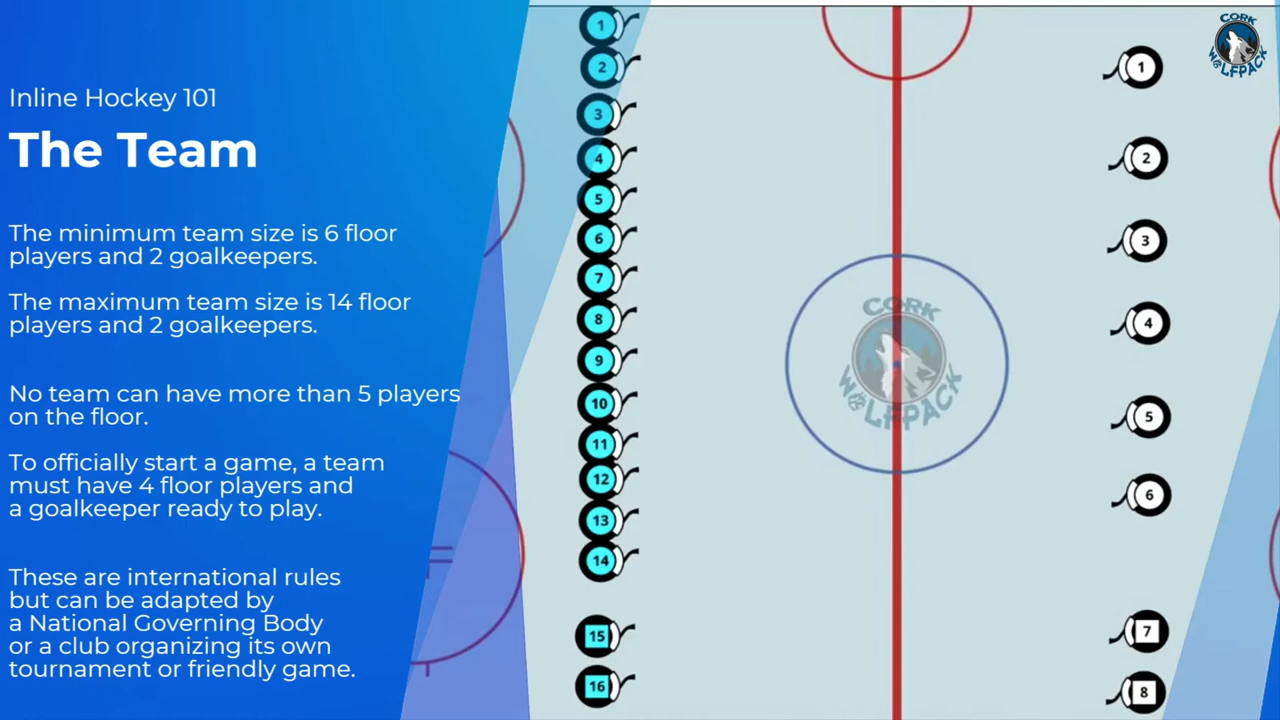 Inline Hockey 101
The Team
The minimum team size is 6 floor
players and 2 goalkeepers.
The maximum team size is 14 floor
players and 2 goalkeepers.
No team can have more than 5 players
on the floor.
To officially start a game, a team
must have 4 floor players and
a goalkeeper ready to play.
These are international rules
but can be adapted by
a National Governing Body
or a club organizing its own
tournament or friendly game.
1
2
3
4
5
6
7
8
9
10
11
12
13
14
15
16
CORK
WOLFPACK
1
2
3
4
5
6
7
8
CORK
WOLFPACK